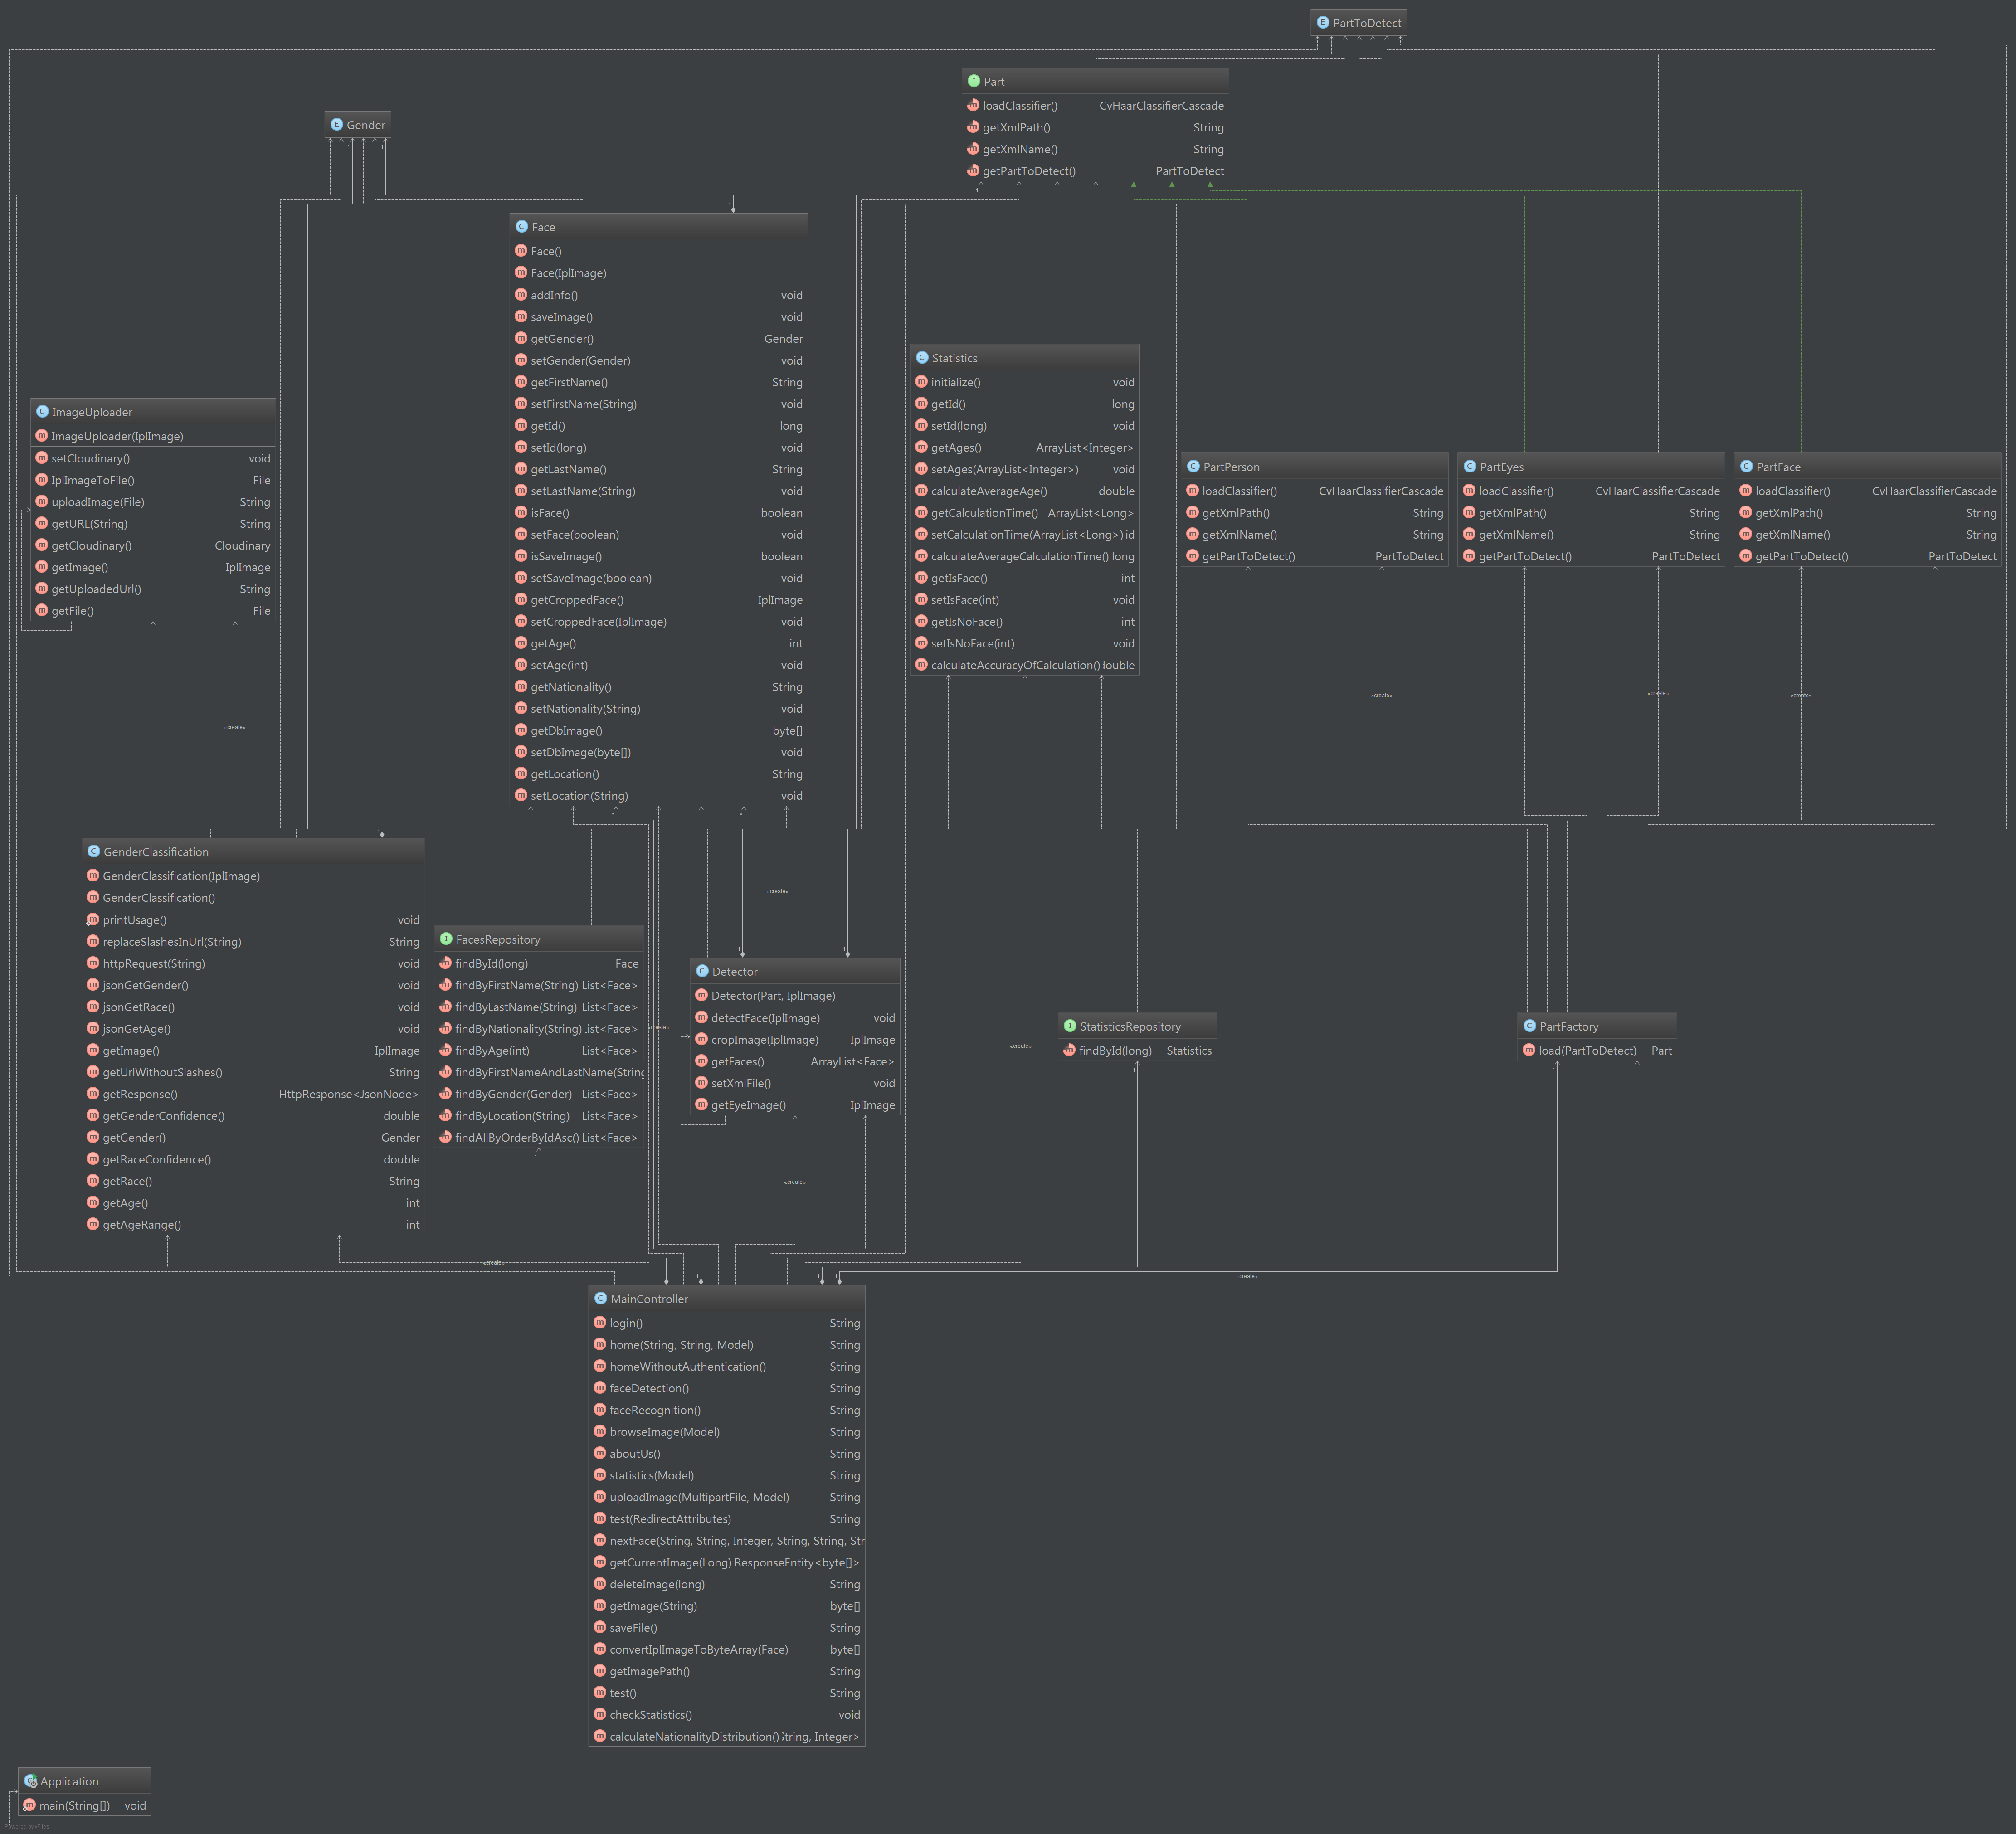 PartToDetect
Part
loadClassifier() CvHaarClassifierCascade
getXmlPath() String
getXmlName() String
getPartToDetect() PartToDetect
Gender
Face
Face()
Face(IplImage)
addInfo() void
saveImage() void
getGender() Gender
setGender(Gender) void
getFirstName() String
setFirstName(String) void
getId() long
setId(long) void
getLastName() String
setLastName(String) void
isFace() boolean
setFace(boolean) void
isSaveImage() boolean
setSaveImage(boolean) void
getCroppedFace() IplImage
setCroppedFace(IplImage) void
getAge() int
setAge(int) void
getNationality() String
setNationality(String) void
getDbImage() byte[]
setDbImage(byte[]) void
getLocation() String
setLocation(String) void
Statistics
initialize() void
getId() long
setId(long) void
getAges() ArrayList<Integer>
setAges(ArrayList<Integer>) void
calculateAverageAge() double
getCalculationTime() ArrayList<Long>
setCalculationTime(ArrayList<Long>) id
calculateAverageCalculationTime() long
getIsFace() int
setIsFace(int) void
getIsNoFace() int
setIsNoFace(int) void
calculateAccuracyOfCalculation() louble
ImageUploader
ImageUploader(IplImage)
setCloudinary() void
IplImageToFile() File
uploadImage(File) String
getURL(String) String
getCloudinary() Cloudinary
getImage() IplImage
getUploadedUrl() String
getFile() File
PartPerson
loadClassifier() CvHaarClassifierCascade
getXmlPath() String
getXmlName() String
getPartToDetect() PartToDetect
PartEyes
loadClassifier() CvHaarClassifierCascade
getXmlPath() String
getXmlName() String
getPartToDetect() PartToDetect
PartFace
loadClassifier() CvHaarClassifierCascade
getXmlPath() String
getXmlName() String
getPartToDetect() PartToDetect
«create»
«create»
«create»
«create»
GenderClassification
GenderClassification(IplImage)
GenderClassification()
printUsage() void
replaceSlashesInUrl(String) String
httpRequest(String) void
jsonGetGender() void
jsonGetRace() void
jsonGetAge() void
getImage() IplImage
getUrlWithoutSlashes() String
getResponse() HttpResponse<JsonNode>
getGenderConfidence() double
getGender() Gender
getRaceConfidence() double
getRace() String
getAge() int
getAgeRange() int
FacesRepository
findById(long) Face
findByFirstName(String) List<Face>
findByLastName(String) List<Face>
findByNationality(String) .ist<Face>
findByAge(int) List<Face>
findByFirstNameAndLastName(String
findByGender(Gender) List<Face>
findByLocation(String) List<Face>
findAllByOrderByIdAsc() List<Face>
«create»
«create»
Detector
Detector(Part, IplImage)
detectFace(IplImage) void
cropImage(IplImage) IplImage
getFaces() ArrayList<Face>
setXmlFile() void
getEyeImage() IplImage
«create»
«create»
StatisticsRepository
findById(long) Statistics
PartFactory
load(PartToDetect) Part
«create»
«create»
MainController
login() String
home(String, String, Model) String
homeWithoutAuthentication() String
faceDetection() String
faceRecognition() String
browseImage(Model) String
aboutUs() String
statistics(Model) String
uploadImage(MultipartFile, Model) String
test(RedirectAttributes) String
nextFace(String, String, Integer, String, String, Str
getCurrentImage(Long) ResponseEntity<byte[]>
deleteImage(long) String
getImage(String) byte[]
saveFile() String
convertIplImageToByteArray(Face) byte[]
getImagePath() String
test() String
checkStatistics() void
calculateNationalityDistribution() String, Integer>
Application
main(String[]) void